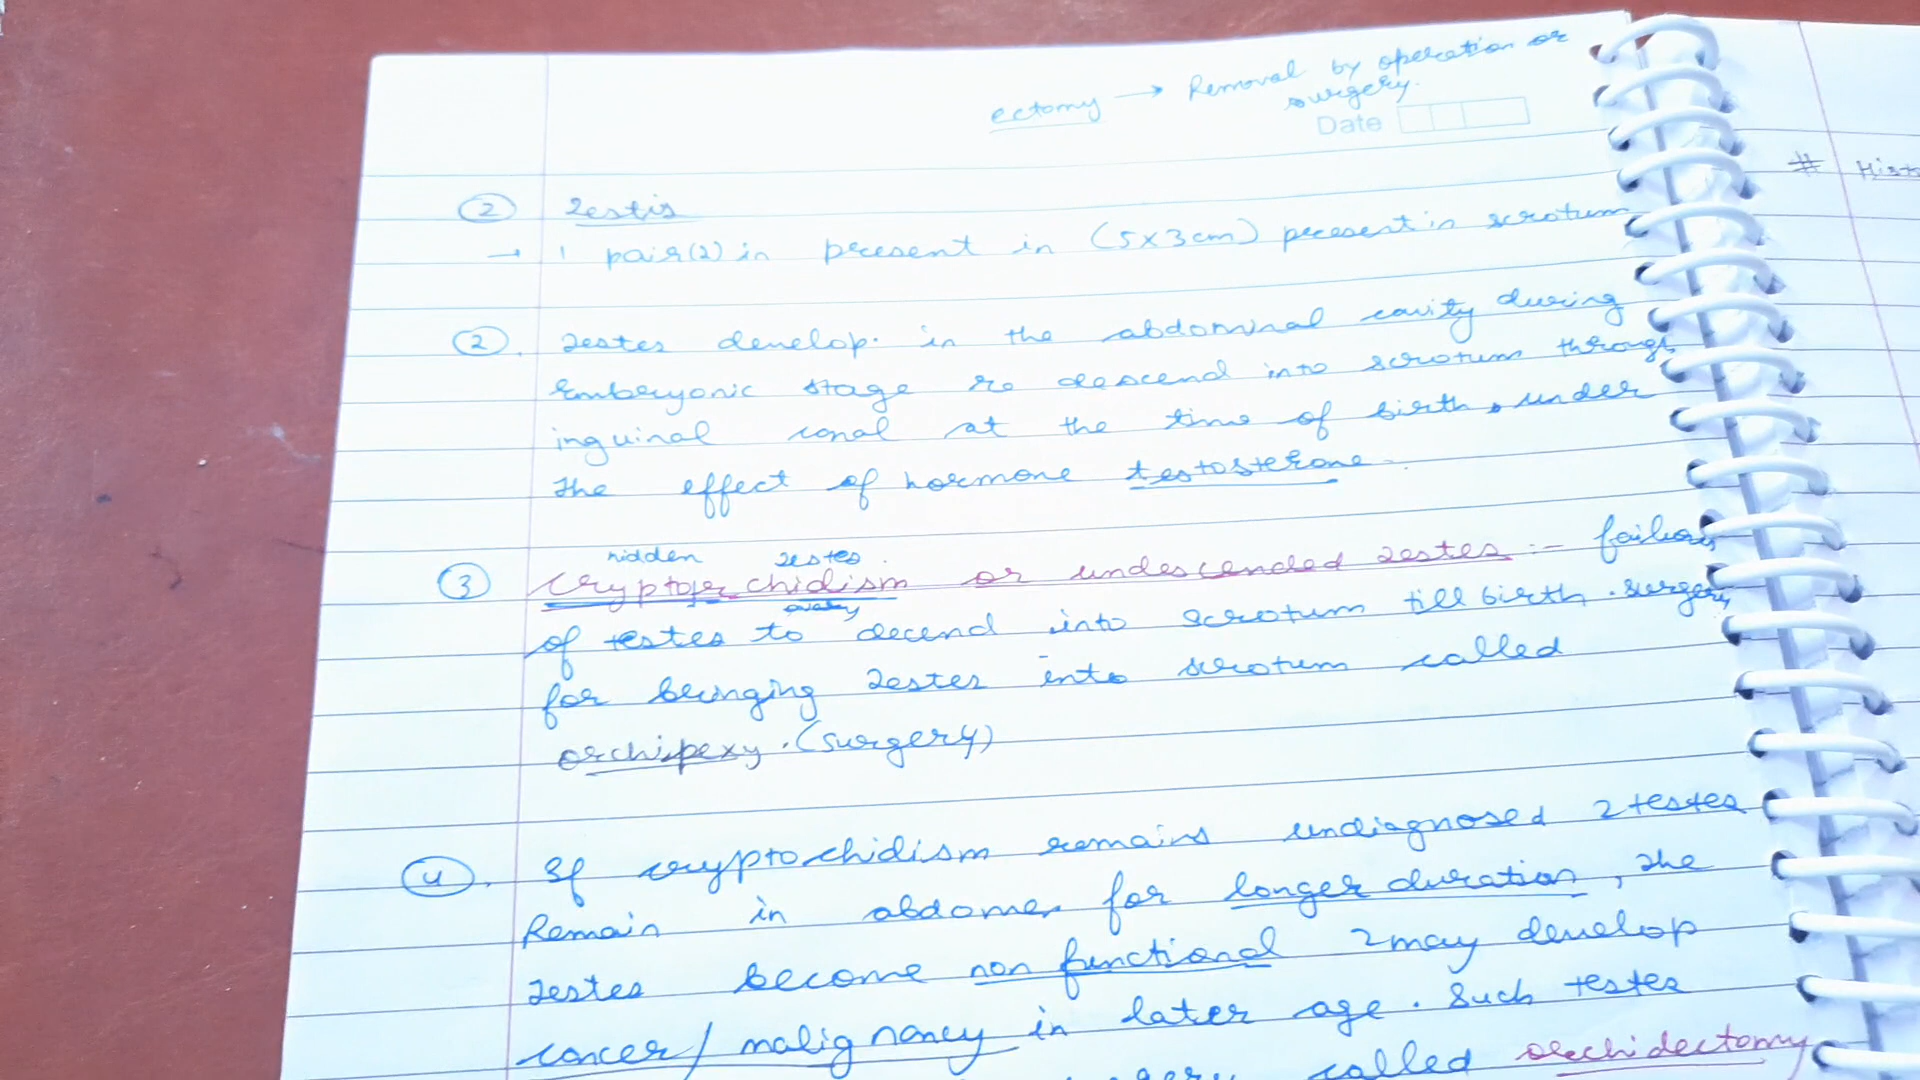 ectomy → Removal by operation or
surgery.
Date
② Testis
→ 1 pair(2) in present in (5x3cm) present in scrotum
②. Testes develop. in the abdominal cavity during
Embryonic stage descend into scrotum through
inguinal canal at the time of birth, under
the effect of hormone testosterone.
hidden testes
③ cryptorchidism or undescended testes :- failure
ovary
of testes to decend into scrotum till birth. surgery
for bringing testes into scrotum called
orchipexy. (surgery)
④. If cryptochidism remains undiagnosed 2 testes
Remain in abdomen for longer duration, the
testes become non functional 2 may develop
cancer/malignancy in later age. Such testes
called orchidectomy
#